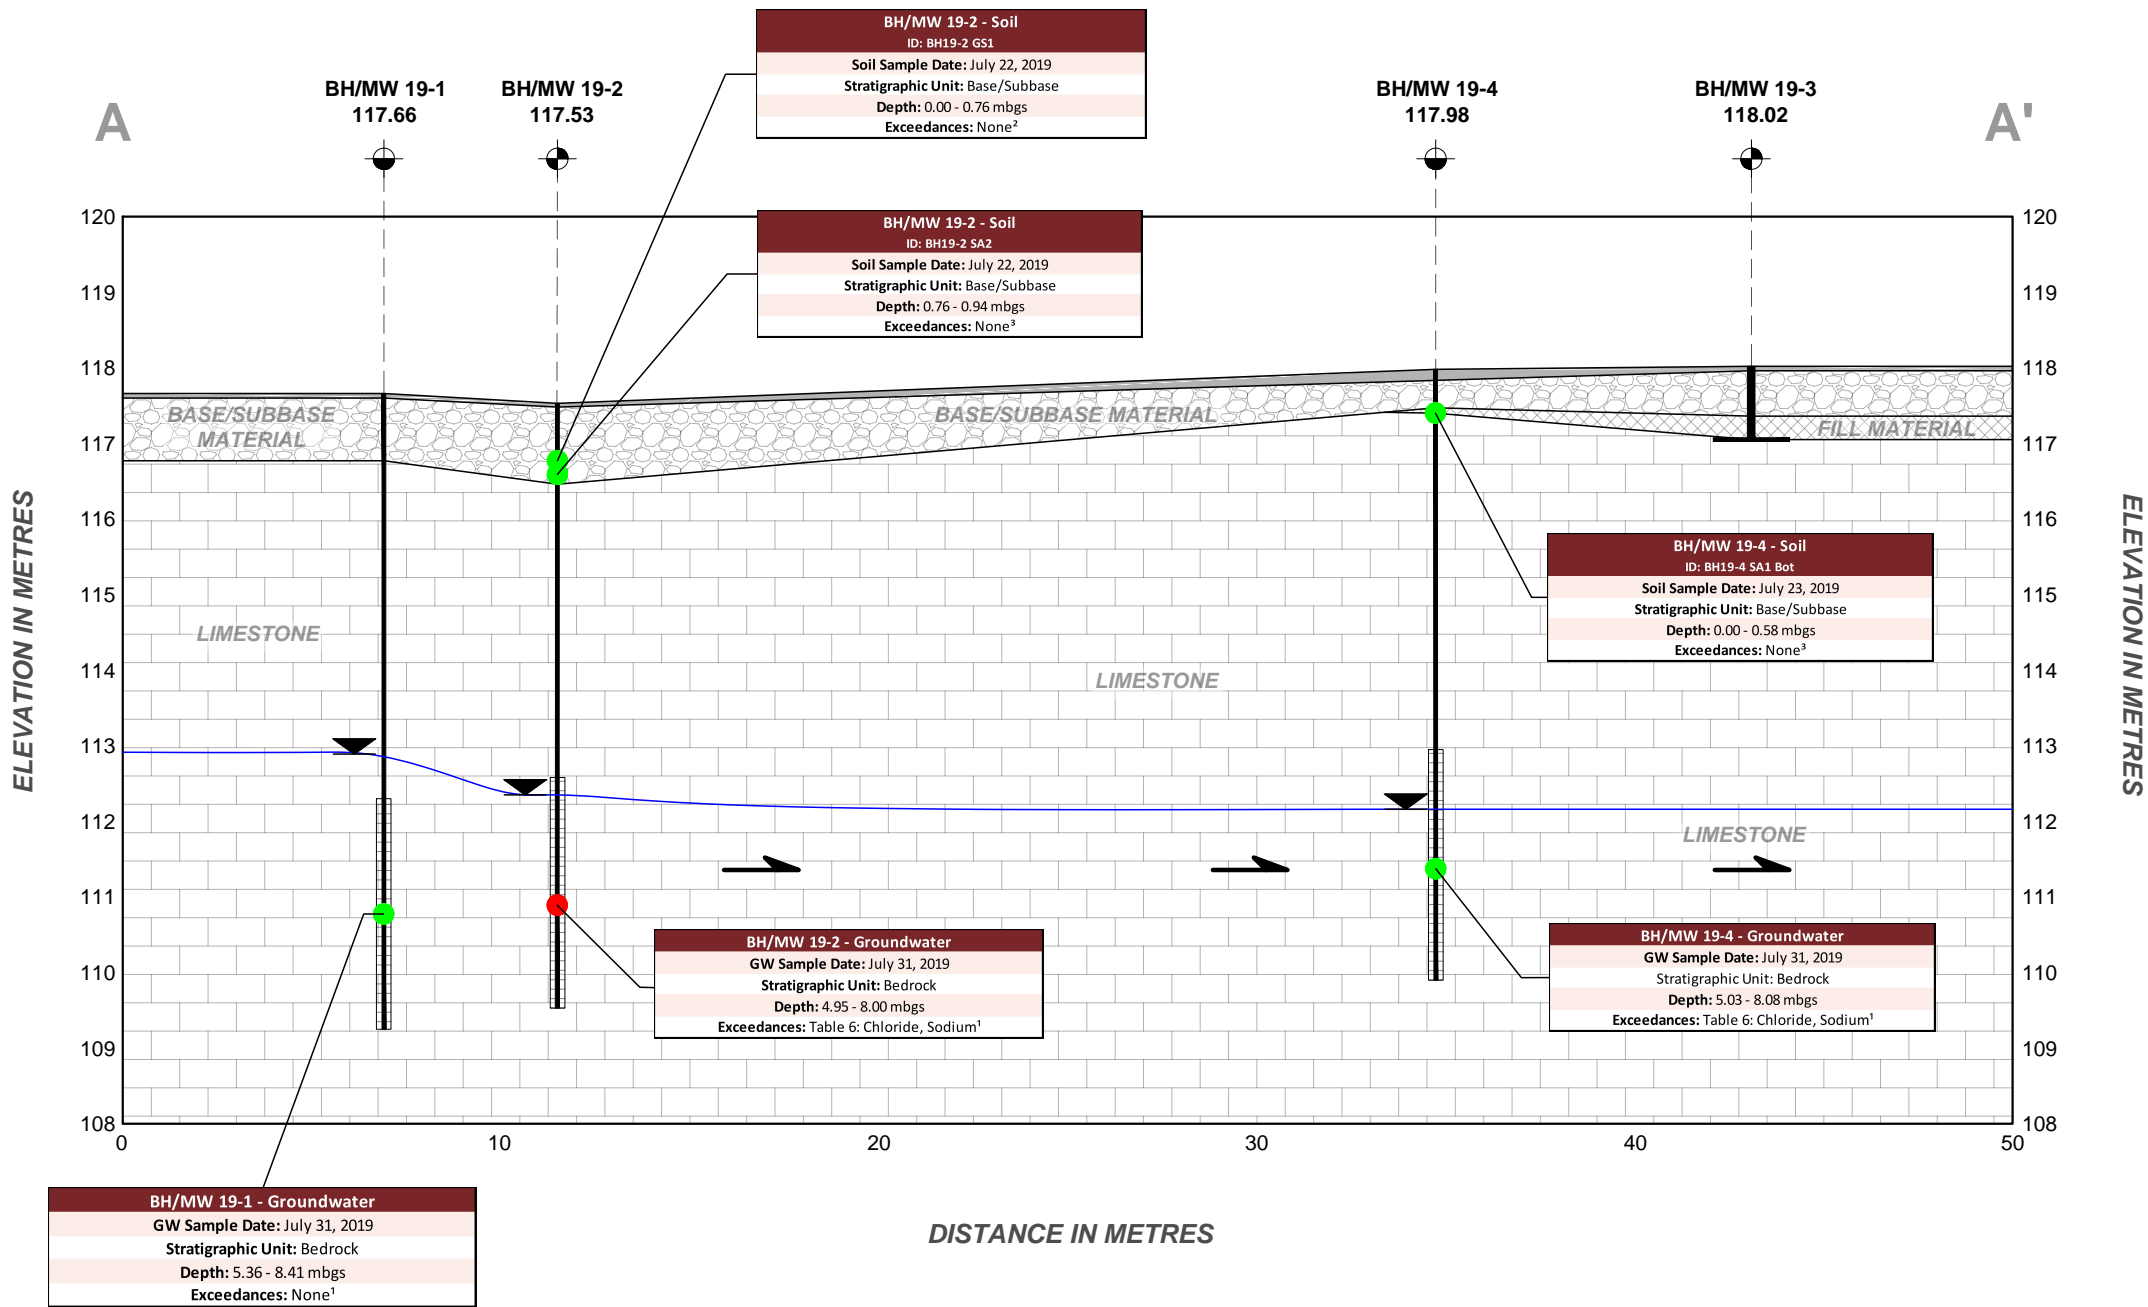 BH/MW 19-2 - Soil
ID: BH19-2 GS1
Soil Sample Date: July 22, 2019
Stratigraphic Unit: Base/Subbase
Depth: 0.00 - 0.76 mbgs
Exceedances: None²
BH/MW 19-1
117.66
BH/MW 19-2
117.53
BH/MW 19-4
117.98
BH/MW 19-3
118.02
A
A'
BH/MW 19-2 - Soil
ID: BH19-2 SA2
Soil Sample Date: July 22, 2019
Stratigraphic Unit: Base/Subbase
Depth: 0.76 - 0.94 mbgs
Exceedances: None³
120
119
118
117
116
115
114
113
112
111
110
109
108
120
119
118
117
116
115
114
113
112
111
110
109
108
ELEVATION IN METRES
ELEVATION IN METRES
BASE/SUBBASE
MATERIAL
BASE/SUBBASE MATERIAL
FILL MATERIAL
LIMESTONE
LIMESTONE
LIMESTONE
BH/MW 19-4 - Soil
ID: BH19-4 SA1 Bot
Soil Sample Date: July 23, 2019
Stratigraphic Unit: Base/Subbase
Depth: 0.00 - 0.58 mbgs
Exceedances: None³
BH/MW 19-2 - Groundwater
GW Sample Date: July 31, 2019
Stratigraphic Unit: Bedrock
Depth: 4.95 - 8.00 mbgs
Exceedances: Table 6: Chloride, Sodium¹
BH/MW 19-4 - Groundwater
GW Sample Date: July 31, 2019
Stratigraphic Unit: Bedrock
Depth: 5.03 - 8.08 mbgs
Exceedances: Table 6: Chloride, Sodium¹
0
10
20
30
40
50
BH/MW 19-1 - Groundwater
GW Sample Date: July 31, 2019
Stratigraphic Unit: Bedrock
Depth: 5.36 - 8.41 mbgs
Exceedances: None¹
DISTANCE IN METRES